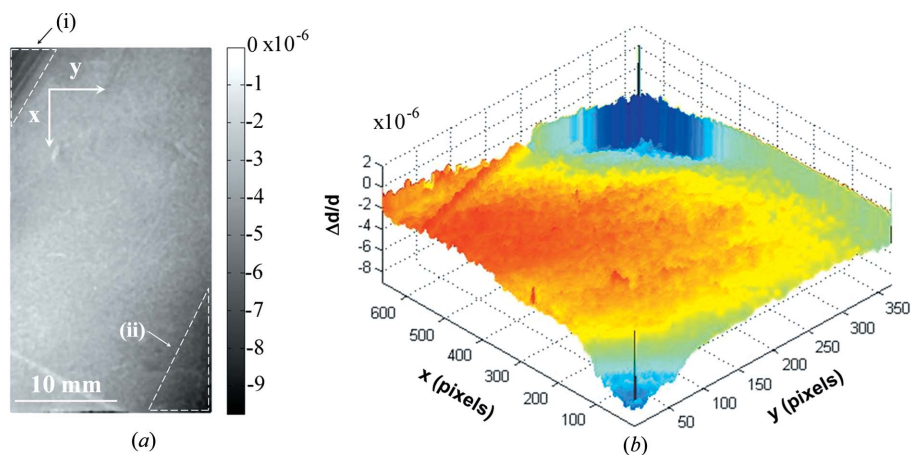 (i)
y
x
(ii)
10 mm
0 x10-6
-1
-2
-3
-4
-5
-6
-7
-8
-9
(a)
x10-6
2
0
-2
-4
-6
-8
Δd/d
600
500
400
300
200
100
x (pixels)
50
100
150
200
250
300
350
y (pixels)
(b)